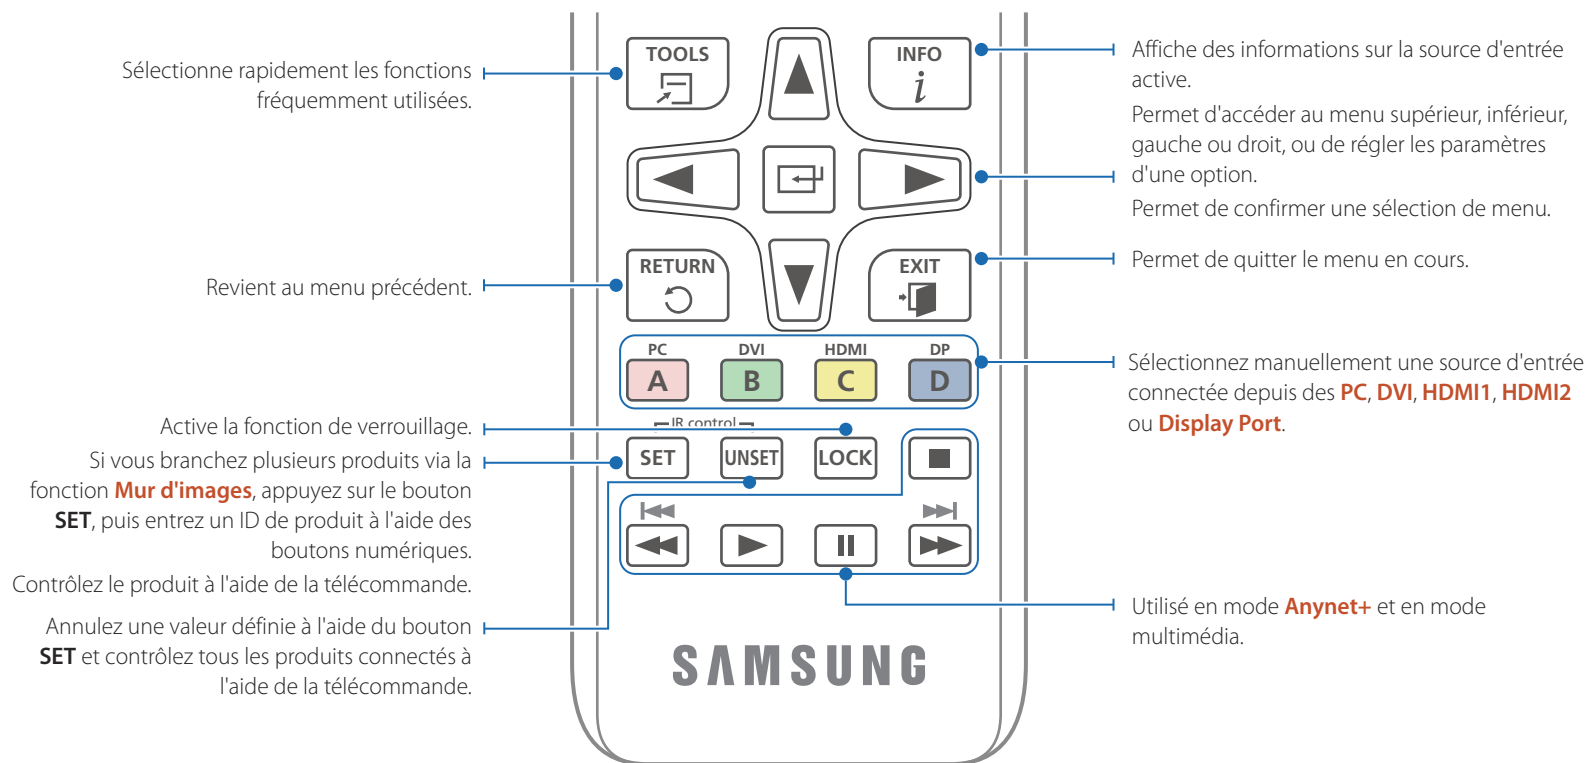 TOOLS
INFO
i
Sélectionne rapidement les fonctions
fréquemment utilisées.
Affiche des informations sur la source d'entrée
active.
Permet d'accéder au menu supérieur, inférieur,
gauche ou droit, ou de régler les paramètres
d'une option.
Permet de confirmer une sélection de menu.
RETURN
EXIT
Revient au menu précédent.
Permet de quitter le menu en cours.
PC DVI HDMI DP
A B C D
Sélectionnez manuellement une source d'entrée
connectée depuis des PC, DVI, HDMI1, HDMI2
ou Display Port.
Active la fonction de verrouillage.
IR control
SET UNSET LOCK
Si vous branchez plusieurs produits via la
fonction Mur d'images, appuyez sur le bouton
SET, puis entrez un ID de produit à l'aide des
boutons numériques.
Contrôlez le produit à l'aide de la télécommande.
Annulez une valeur définie à l'aide du bouton
SET et contrôlez tous les produits connectés à
l'aide de la télécommande.
Utilisé en mode Anynet+ et en mode
multimédia.
SAMSUNG